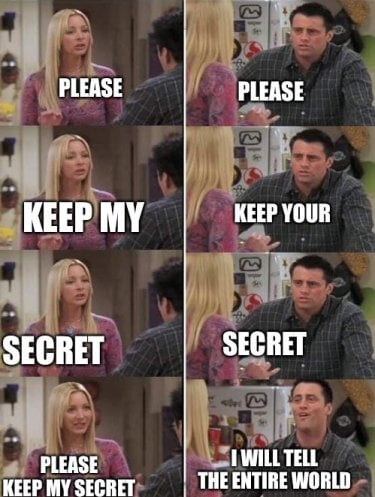 PLEASE
PLEASE
KEEP MY
KEEP YOUR
SECRET
SECRET
PLEASE
KEEP MY SECRET
I WILL TELL
THE ENTIRE WORLD